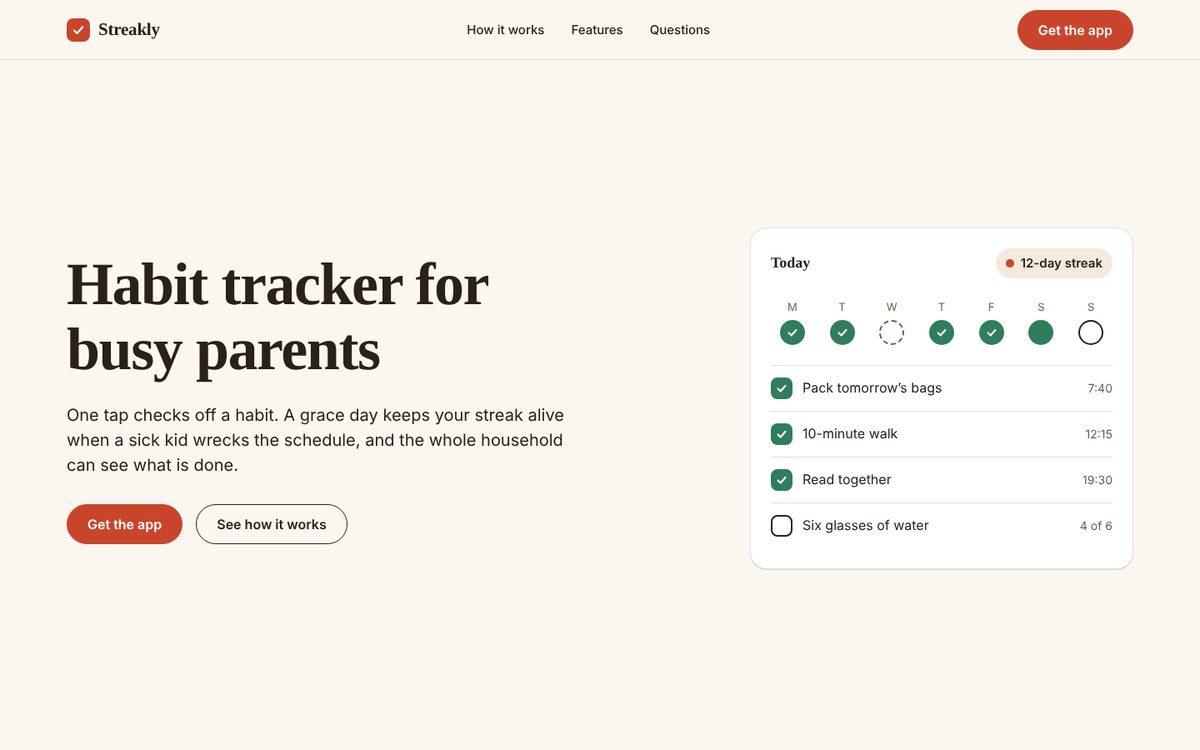 Streakly
How it works
Features
Questions
Get the app
Habit tracker for
busy parents
One tap checks off a habit. A grace day keeps your streak alive
when a sick kid wrecks the schedule, and the whole household
can see what is done.
Get the app
See how it works
Today
12-day streak
M T W T F S S
Pack tomorrow’s bags 7:40
10-minute walk 12:15
Read together 19:30
Six glasses of water 4 of 6